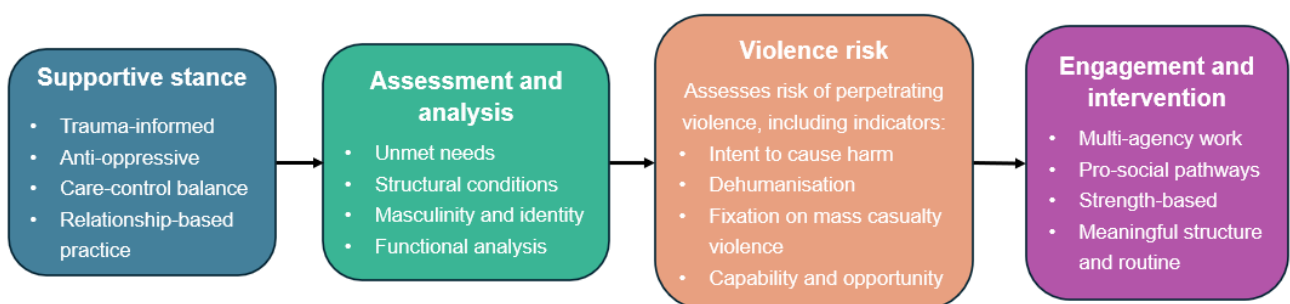 Supportive stance
• Trauma-informed
• Anti-oppressive
• Care-control balance
• Relationship-based
practice
Assessment and
analysis
• Unmet needs
• Structural conditions
• Masculinity and identity
• Functional analysis
Violence risk
Assesses risk of perpetrating
violence, including indicators:
• Intent to cause harm
• Dehumanisation
• Fixation on mass casualty
violence
• Capability and opportunity
Engagement and
intervention
• Multi-agency work
• Pro-social pathways
• Strength-based
• Meaningful structure
and routine